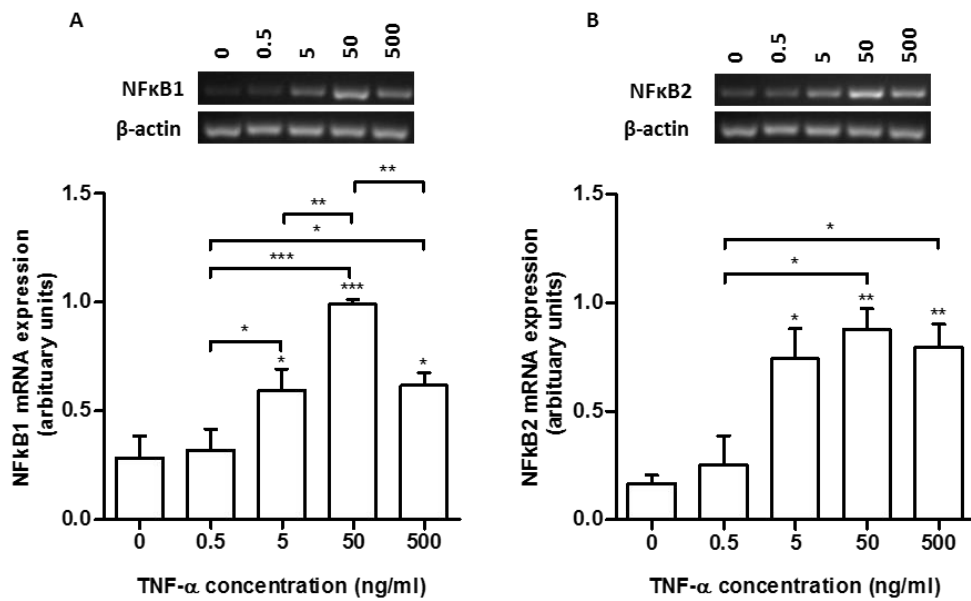 A
0 0.5 5 50 500
NFκB1
β-actin
**
**
*
***
***
*
*
*
1.5
1.0
0.5
0.0
NFkB1 mRNA expression
(arbituary units)
0 0.5 5 50 500
TNF-α concentration (ng/ml)
B
0 0.5 5 50 500
NFκB2
β-actin
*
*
**
**
*
1.5
1.0
0.5
0.0
NFkB2 mRNA expression
(arbituary units)
0 0.5 5 50 500
TNF-α concentration (ng/ml)